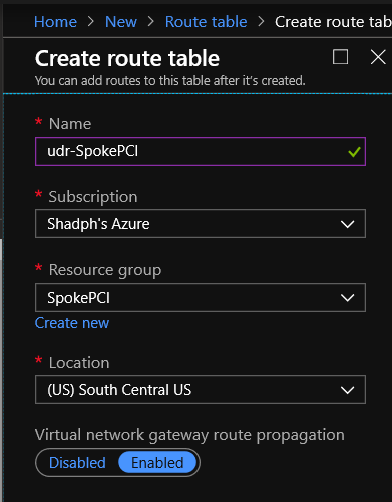 Home > New > Route table > Create route tab
Create route table
You can add routes to this table after it's created.
* Name
udr-SpokePCI
* Subscription
Shadph's Azure
* Resource group
SpokePCI
Create new
* Location
(US) South Central US
Virtual network gateway route propagation
Disabled Enabled